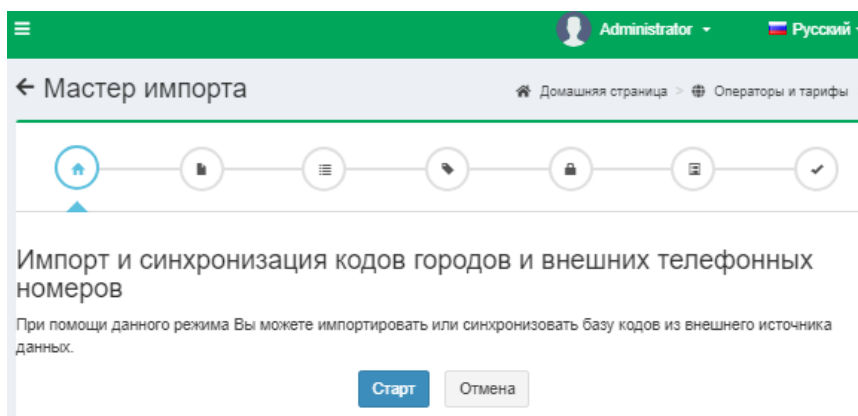 Administrator
Русский
Мастер импорта
Домашняя страница > Операторы и тарифы
Импорт и синхронизация кодов городов и внешних телефонных
номеров
При помощи данного режима Вы можете импортировать или синхронизовать базу кодов из внешнего источника
данных.
Старт
Отмена